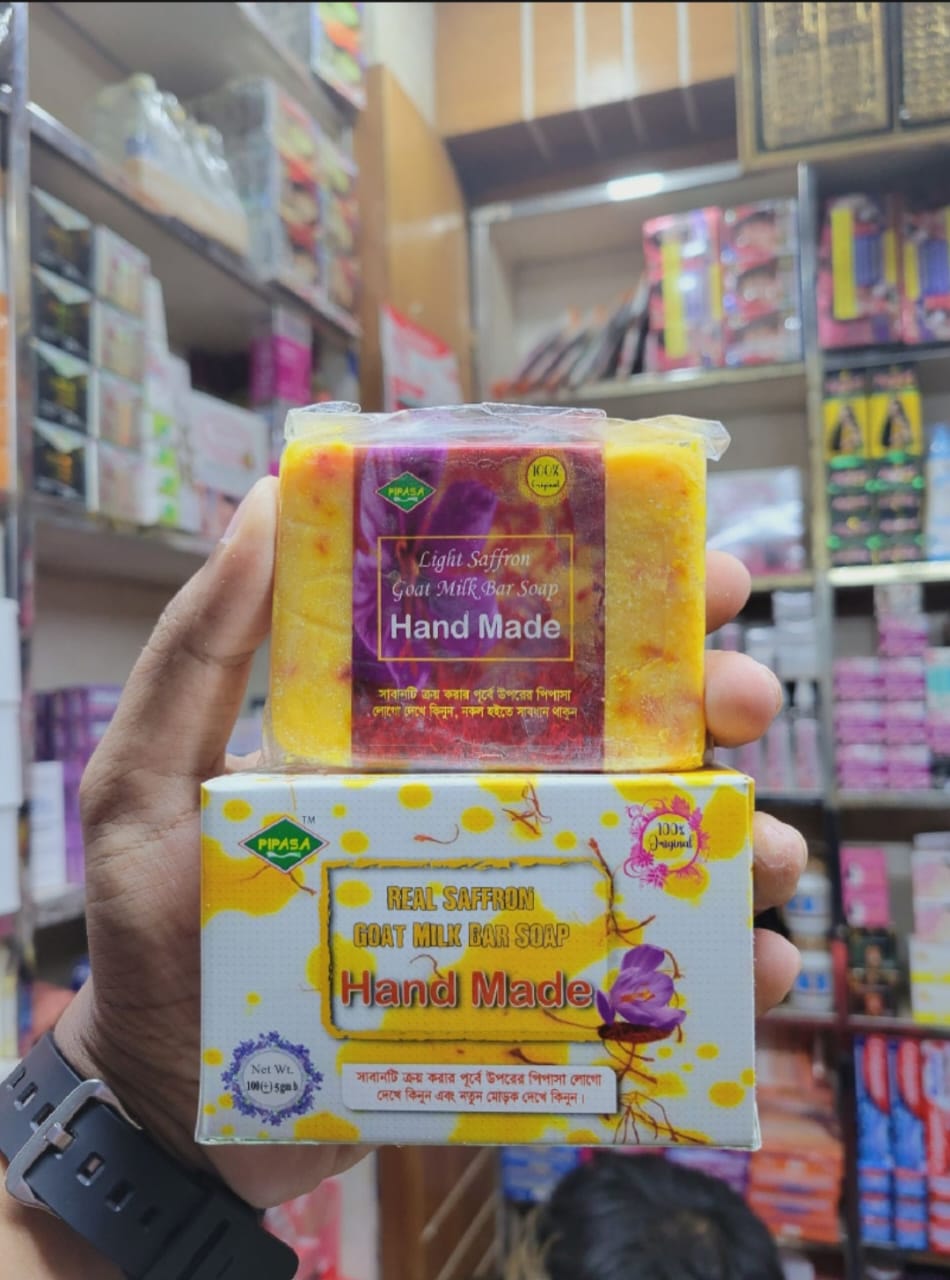 PIPASA
100%
Original
Light Saffron
Goat Milk Bar Soap
Hand Made
সাবানটি ক্রয় করার পূর্বে উপরের পিপাসা
লোগো দেখে কিনুন, নকল হইতে সাবধান থাকুন
PIPASA TM
100%
Original
REAL SAFFRON
GOAT MILK BAR SOAP
Hand Made
Net Wt.
100(+) 5gm b
সাবানটি ক্রয় করার পূর্বে উপরের পিপাসা লোগো
দেখে কিনুন এবং নতুন মোড়ক দেখে কিনুন।